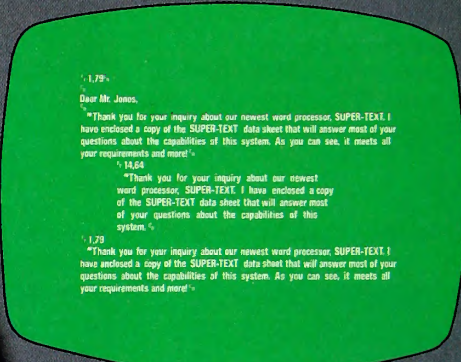 1,79
Dear Mr. Jones,
"Thank you for your inquiry about our newest word processor, SUPER-TEXT. I
have enclosed a copy of the SUPER-TEXT data sheet that will answer most of your
questions about the capabilities of this system. As you can see, it meets all
your requirements and more!
14,64
"Thank you for your inquiry about our newest
word processor, SUPER-TEXT. I have enclosed a copy
of the SUPER-TEXT data sheet that will answer most
of your questions about the capabilities of this
system.
1,79
"Thank you for your inquiry about our newest word processor, SUPER-TEXT. I
have enclosed a copy of the SUPER-TEXT data sheet that will answer most of your
questions about the capabilities of this system. As you can see, it meets all
your requirements and more!